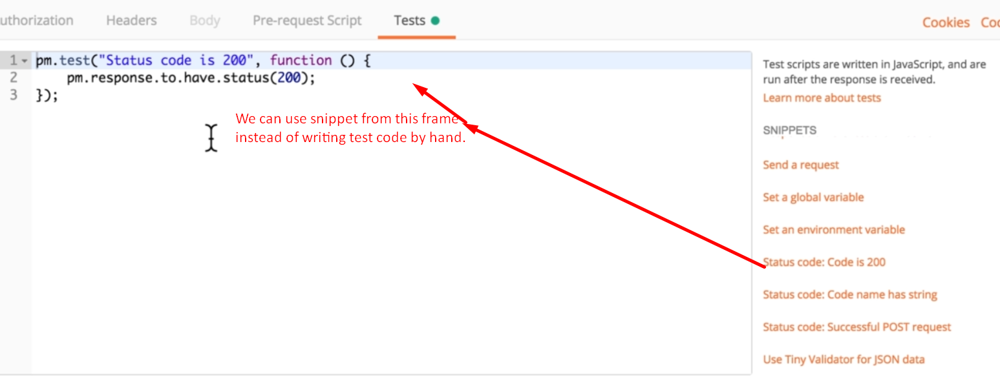 uthorization Headers Body Pre-request Script Tests Cookies Coo
1 pm.test("Status code is 200", function () {
2 pm.response.to.have.status(200);
3 });
We can use snippet from this frame
instead of writing test code by hand.
Test scripts are written in JavaScript, and are
run after the response is received.
Learn more about tests
SNIPPETS
Send a request
Set a global variable
Set an environment variable
Status code: Code is 200
Status code: Code name has string
Status code: Successful POST request
Use Tiny Validator for JSON data